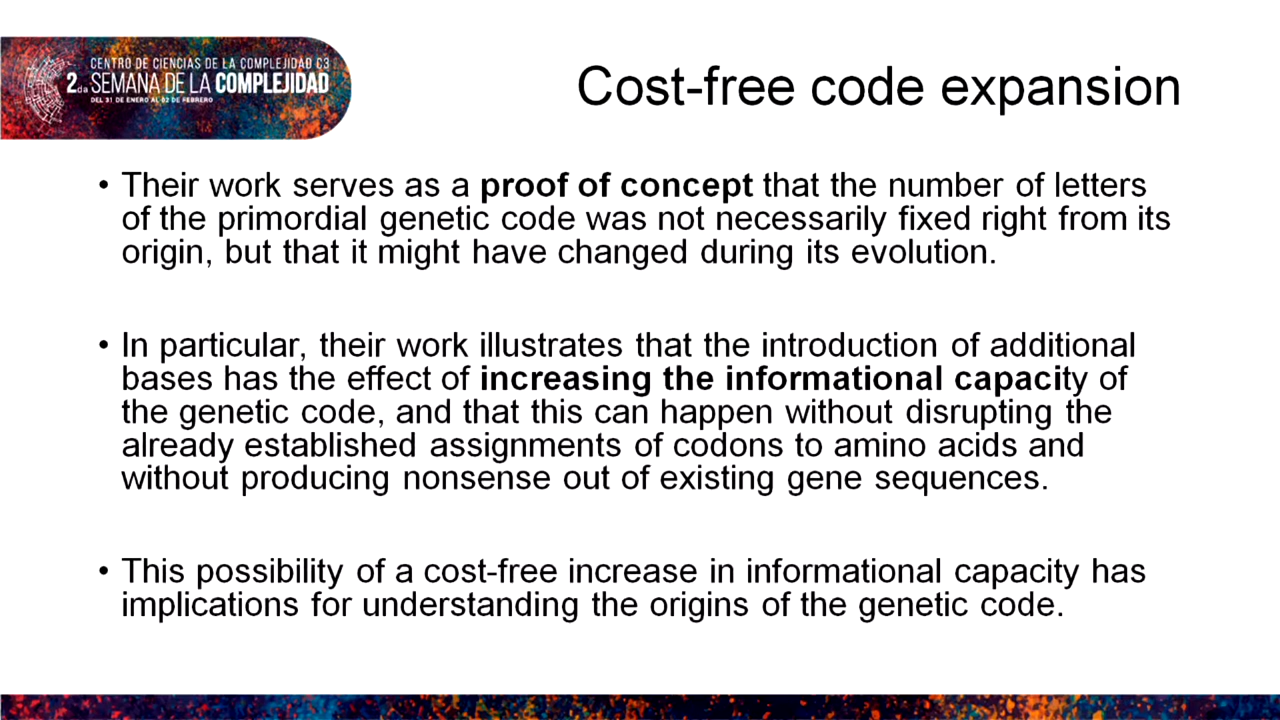 CENTRO DE CIENCIAS DE LA COMPLEJIDAD C3
2.da SEMANA DE LA COMPLEJIDAD
DEL 31 DE ENERO AL 02 DE FEBRERO
Cost-free code expansion
• Their work serves as a proof of concept that the number of letters
of the primordial genetic code was not necessarily fixed right from its
origin, but that it might have changed during its evolution.
• In particular, their work illustrates that the introduction of additional
bases has the effect of increasing the informational capacity of
the genetic code, and that this can happen without disrupting the
already established assignments of codons to amino acids and
without producing nonsense out of existing gene sequences.
• This possibility of a cost-free increase in informational capacity has
implications for understanding the origins of the genetic code.